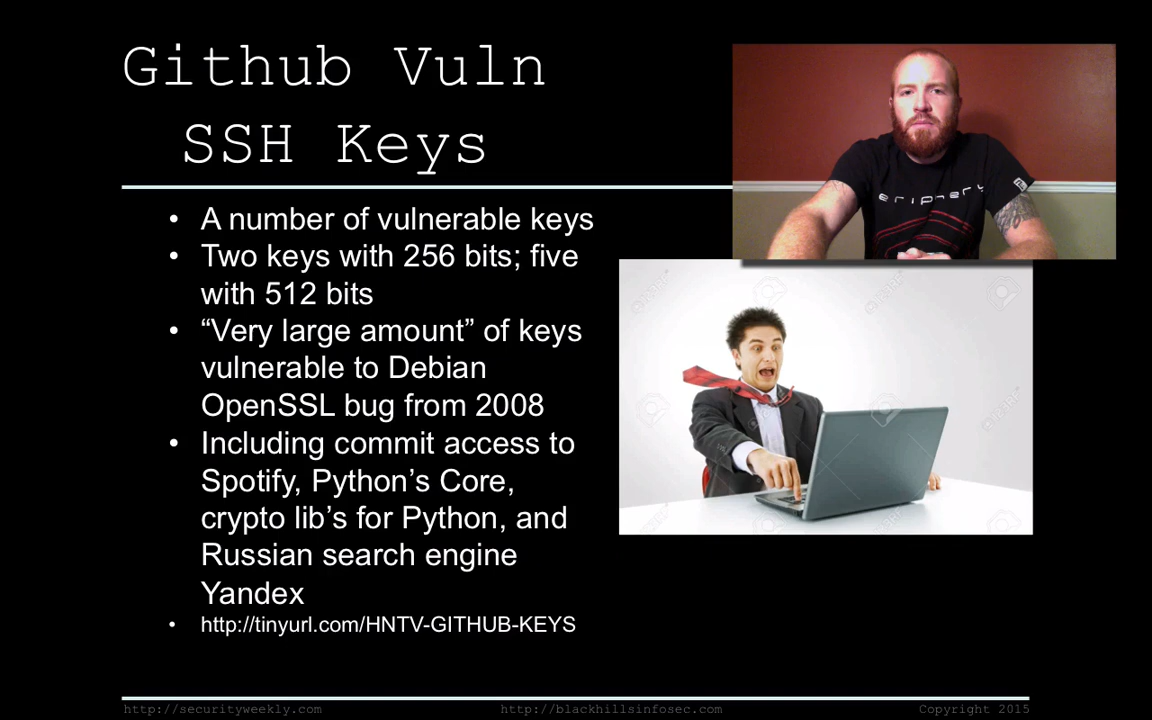 Github Vuln
SSH Keys
• A number of vulnerable keys
• Two keys with 256 bits; five
with 512 bits
• “Very large amount” of keys
vulnerable to Debian
OpenSSL bug from 2008
• Including commit access to
Spotify, Python’s Core,
crypto lib’s for Python, and
Russian search engine
Yandex
• http://tinyurl.com/HNTV-GITHUB-KEYS
eriphery
http://securityweekly.com
http://blackhillsinfosec.com
Copyright 2015